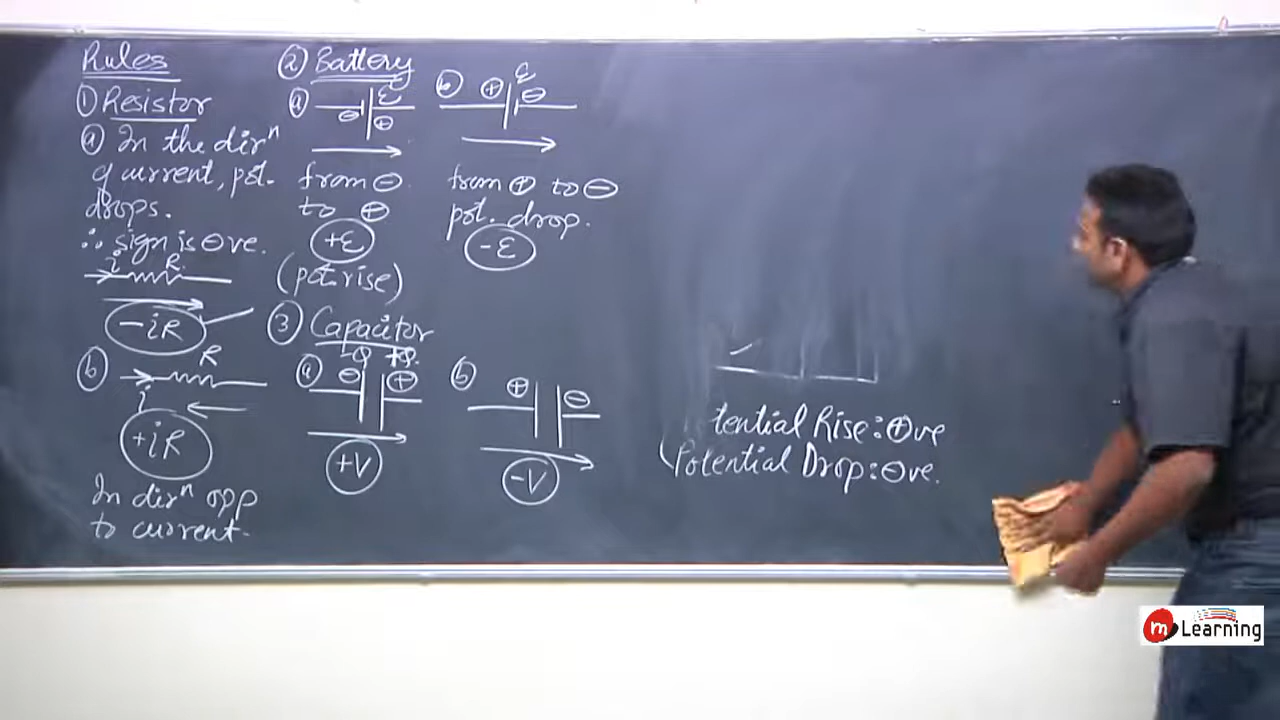 Rules
① Resistor
ⓐ In the dirⁿ
of current, pot.
drops.
∴ sign is ⊖ve.
i R
-iR
ⓑ R
i
+iR
In dirⁿ opp
to current.
② Battery
ⓐ ε
⊖ ⊕
from ⊖
to ⊕
+ε
(pot. rise)
ⓑ ⊕ ε ⊖
from ⊕ to ⊖
pot. drop.
-ε
③ Capacitor
-Q +Q
ⓐ ⊖ ⊕
+V
ⓑ ⊕ ⊖
-V
tential Rise: ⊕ve
(Potential Drop: ⊖ve.
m Learning